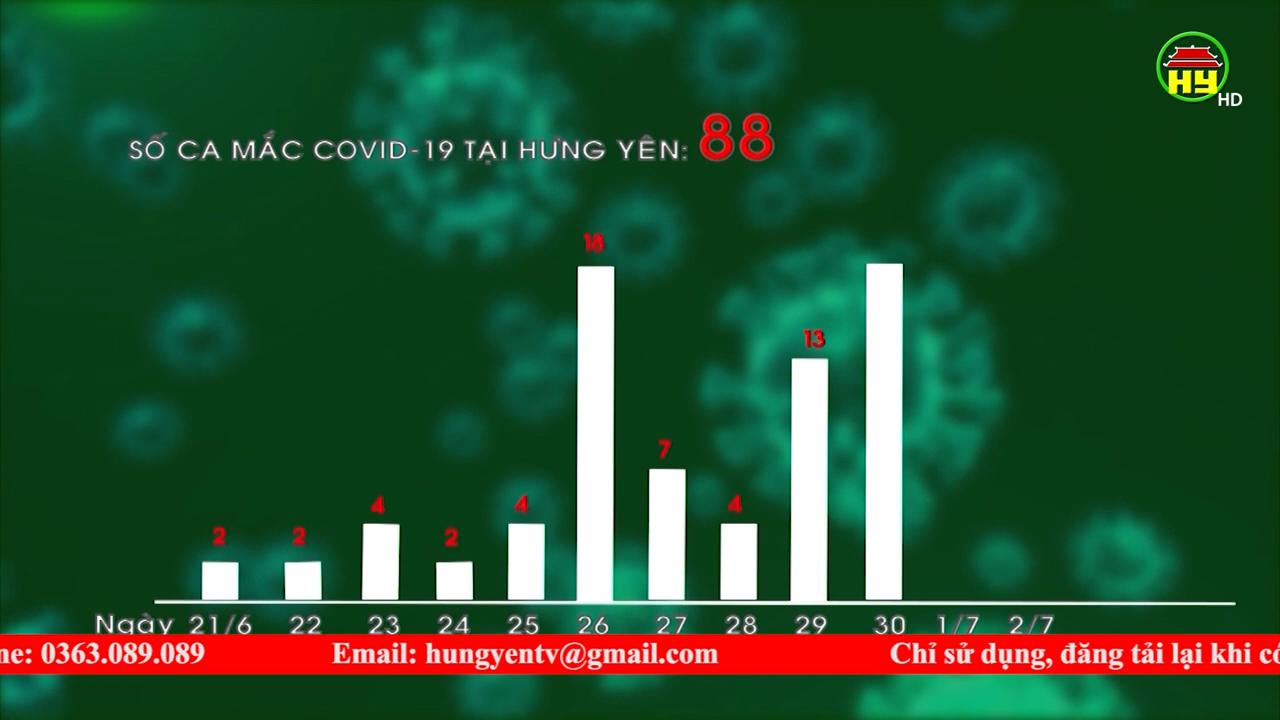 HY
HD
SỐ CA MẮC COVID-19 TẠI HƯNG YÊN: 88
18
13
7
4 4 4
2 2 2
Ngày 21/6 22 23 24 25 26 27 28 29 30 1/7 2/7
ne: 0363.089.089 Email: hungyentv@gmail.com Chỉ sử dụng, đăng tải lại khi có